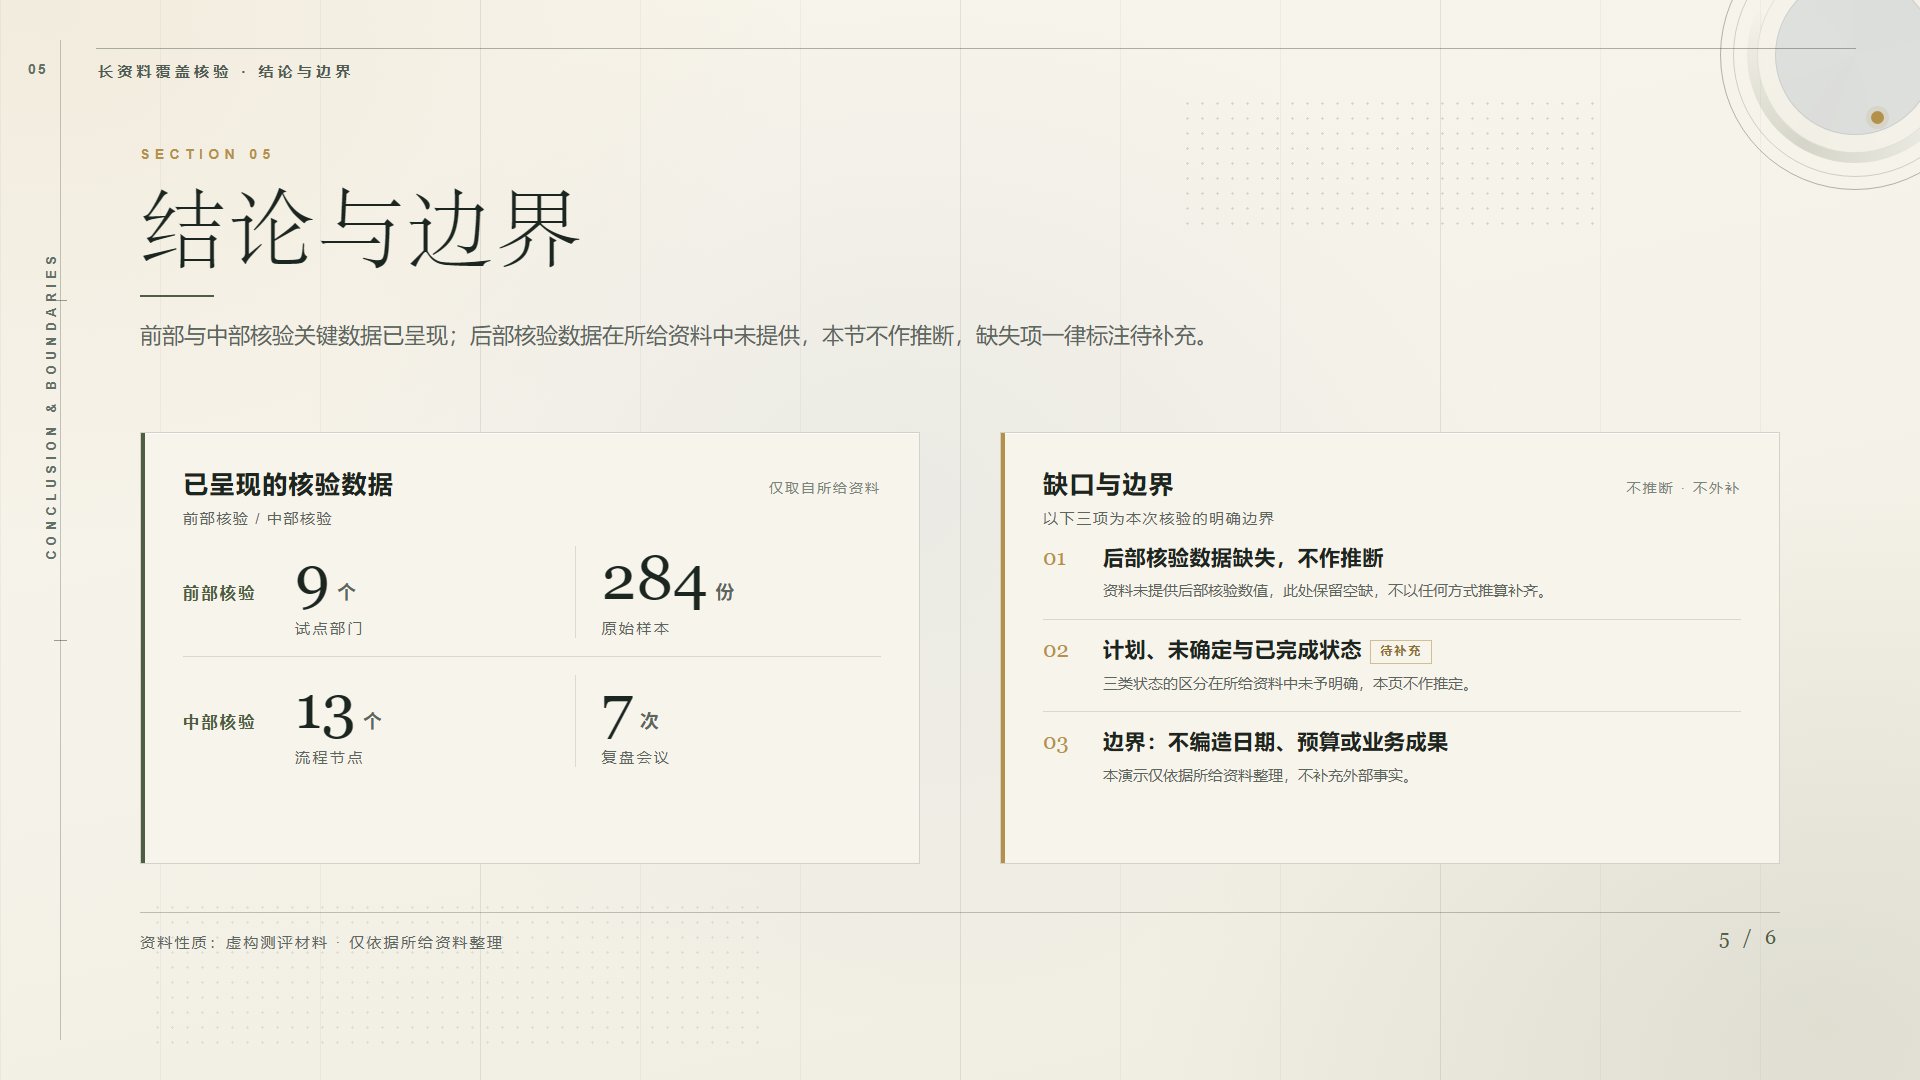 05
长资料覆盖核验 · 结论与边界
CONCLUSION & BOUNDARIES
SECTION 05
结论与边界
前部与中部核验关键数据已呈现；后部核验数据在所给资料中未提供，本节不作推断，缺失项一律标注待补充。
已呈现的核验数据
仅取自所给资料
前部核验 / 中部核验
前部核验
9 个
试点部门
284 份
原始样本
中部核验
13 个
流程节点
7 次
复盘会议
缺口与边界
不推断 · 不外补
以下三项为本次核验的明确边界
01
后部核验数据缺失，不作推断
资料未提供后部核验数值，此处保留空缺，不以任何方式推算补齐。
02
计划、未确定与已完成状态 待补充
三类状态的区分在所给资料中未予明确，本页不作推定。
03
边界：不编造日期、预算或业务成果
本演示仅依据所给资料整理，不补充外部事实。
资料性质：虚构测评材料 · 仅依据所给资料整理
5 / 6